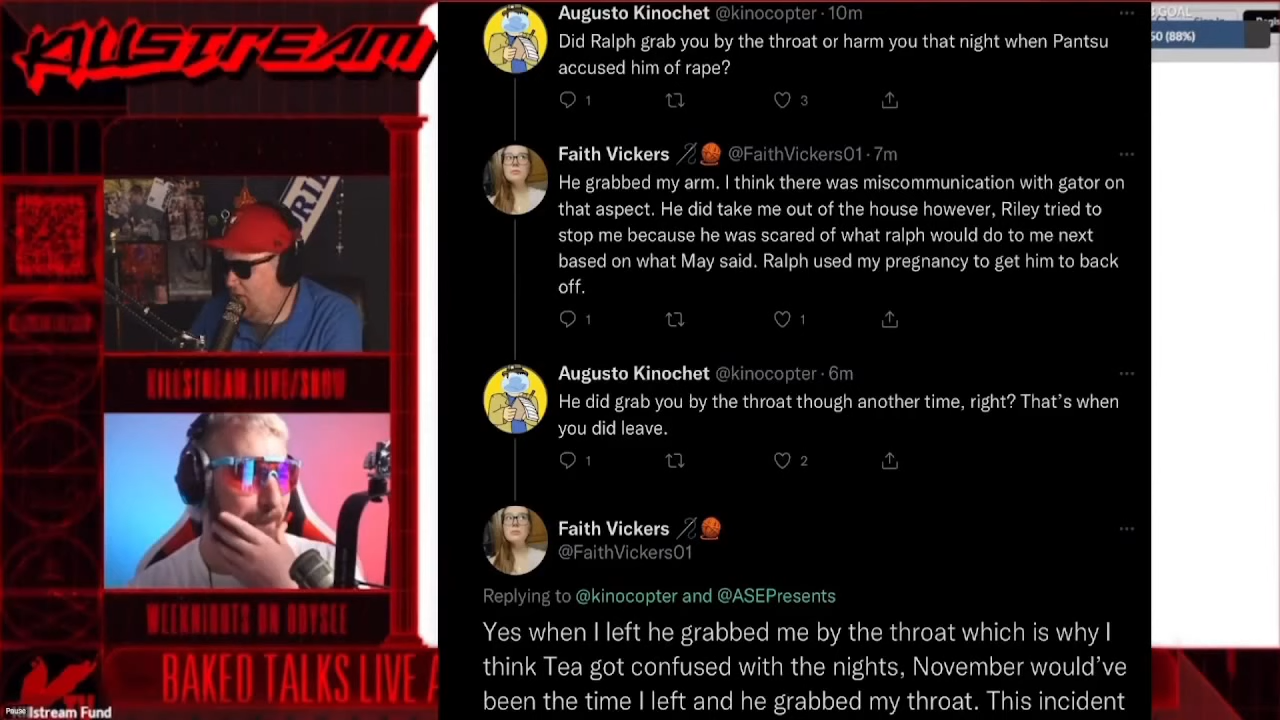 KILLSTREAM
KILLSTREAM.LIVE/SHOW
WEEKNIGHTS ON ODYSEE
BAKED TALKS LIVE A
Pause
llstream Fund
GOAL
60 (88%)
Augusto Kinochet @kinocopter · 10m
Did Ralph grab you by the throat or harm you that night when Pantsu
accused him of rape?
1 3
Faith Vickers @FaithVickers01 · 7m
He grabbed my arm. I think there was miscommunication with gator on
that aspect. He did take me out of the house however, Riley tried to
stop me because he was scared of what ralph would do to me next
based on what May said. Ralph used my pregnancy to get him to back
off.
1 1
Augusto Kinochet @kinocopter · 6m
He did grab you by the throat though another time, right? That's when
you did leave.
1 2
Faith Vickers
@FaithVickers01
Replying to @kinocopter and @ASEPresents
Yes when I left he grabbed me by the throat which is why I
think Tea got confused with the nights, November would've
been the time I left and he grabbed my throat. This incident